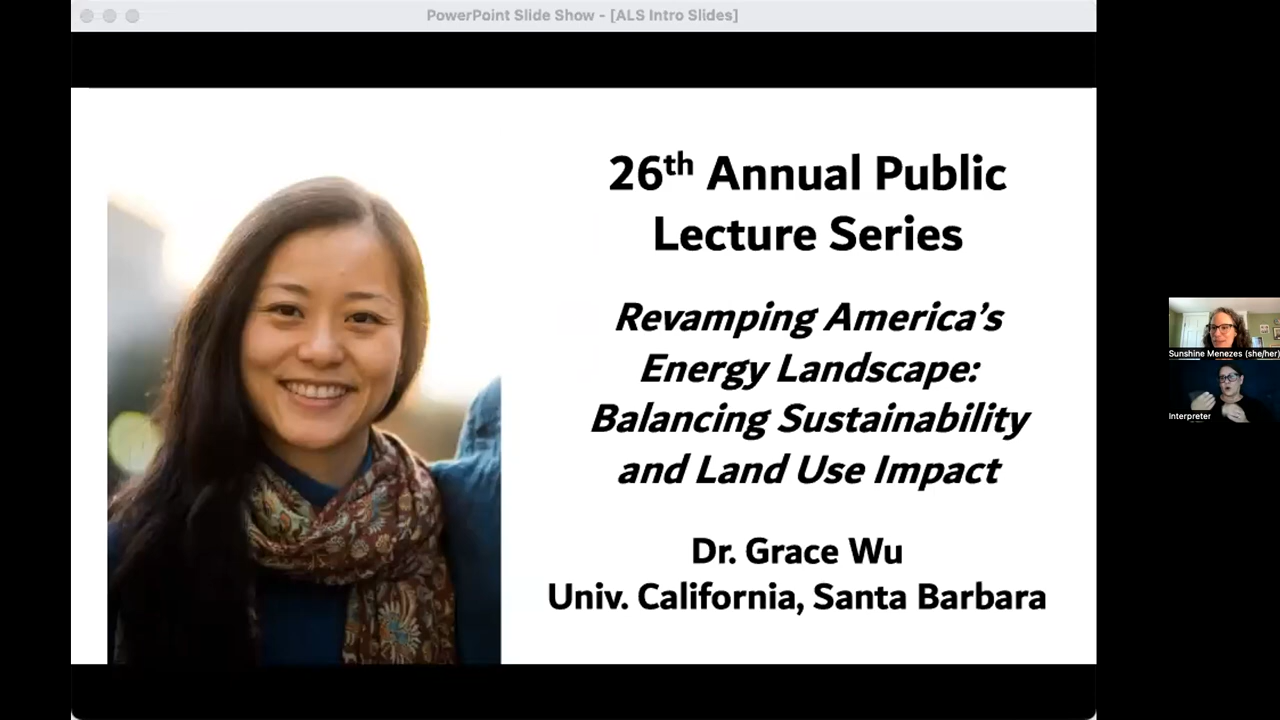 PowerPoint Slide Show - [ALS Intro Slides]
26th Annual Public
Lecture Series
Revamping America's
Energy Landscape:
Balancing Sustainability
and Land Use Impact
Dr. Grace Wu
Univ. California, Santa Barbara
Sunshine Menezes (she/her)
Interpreter